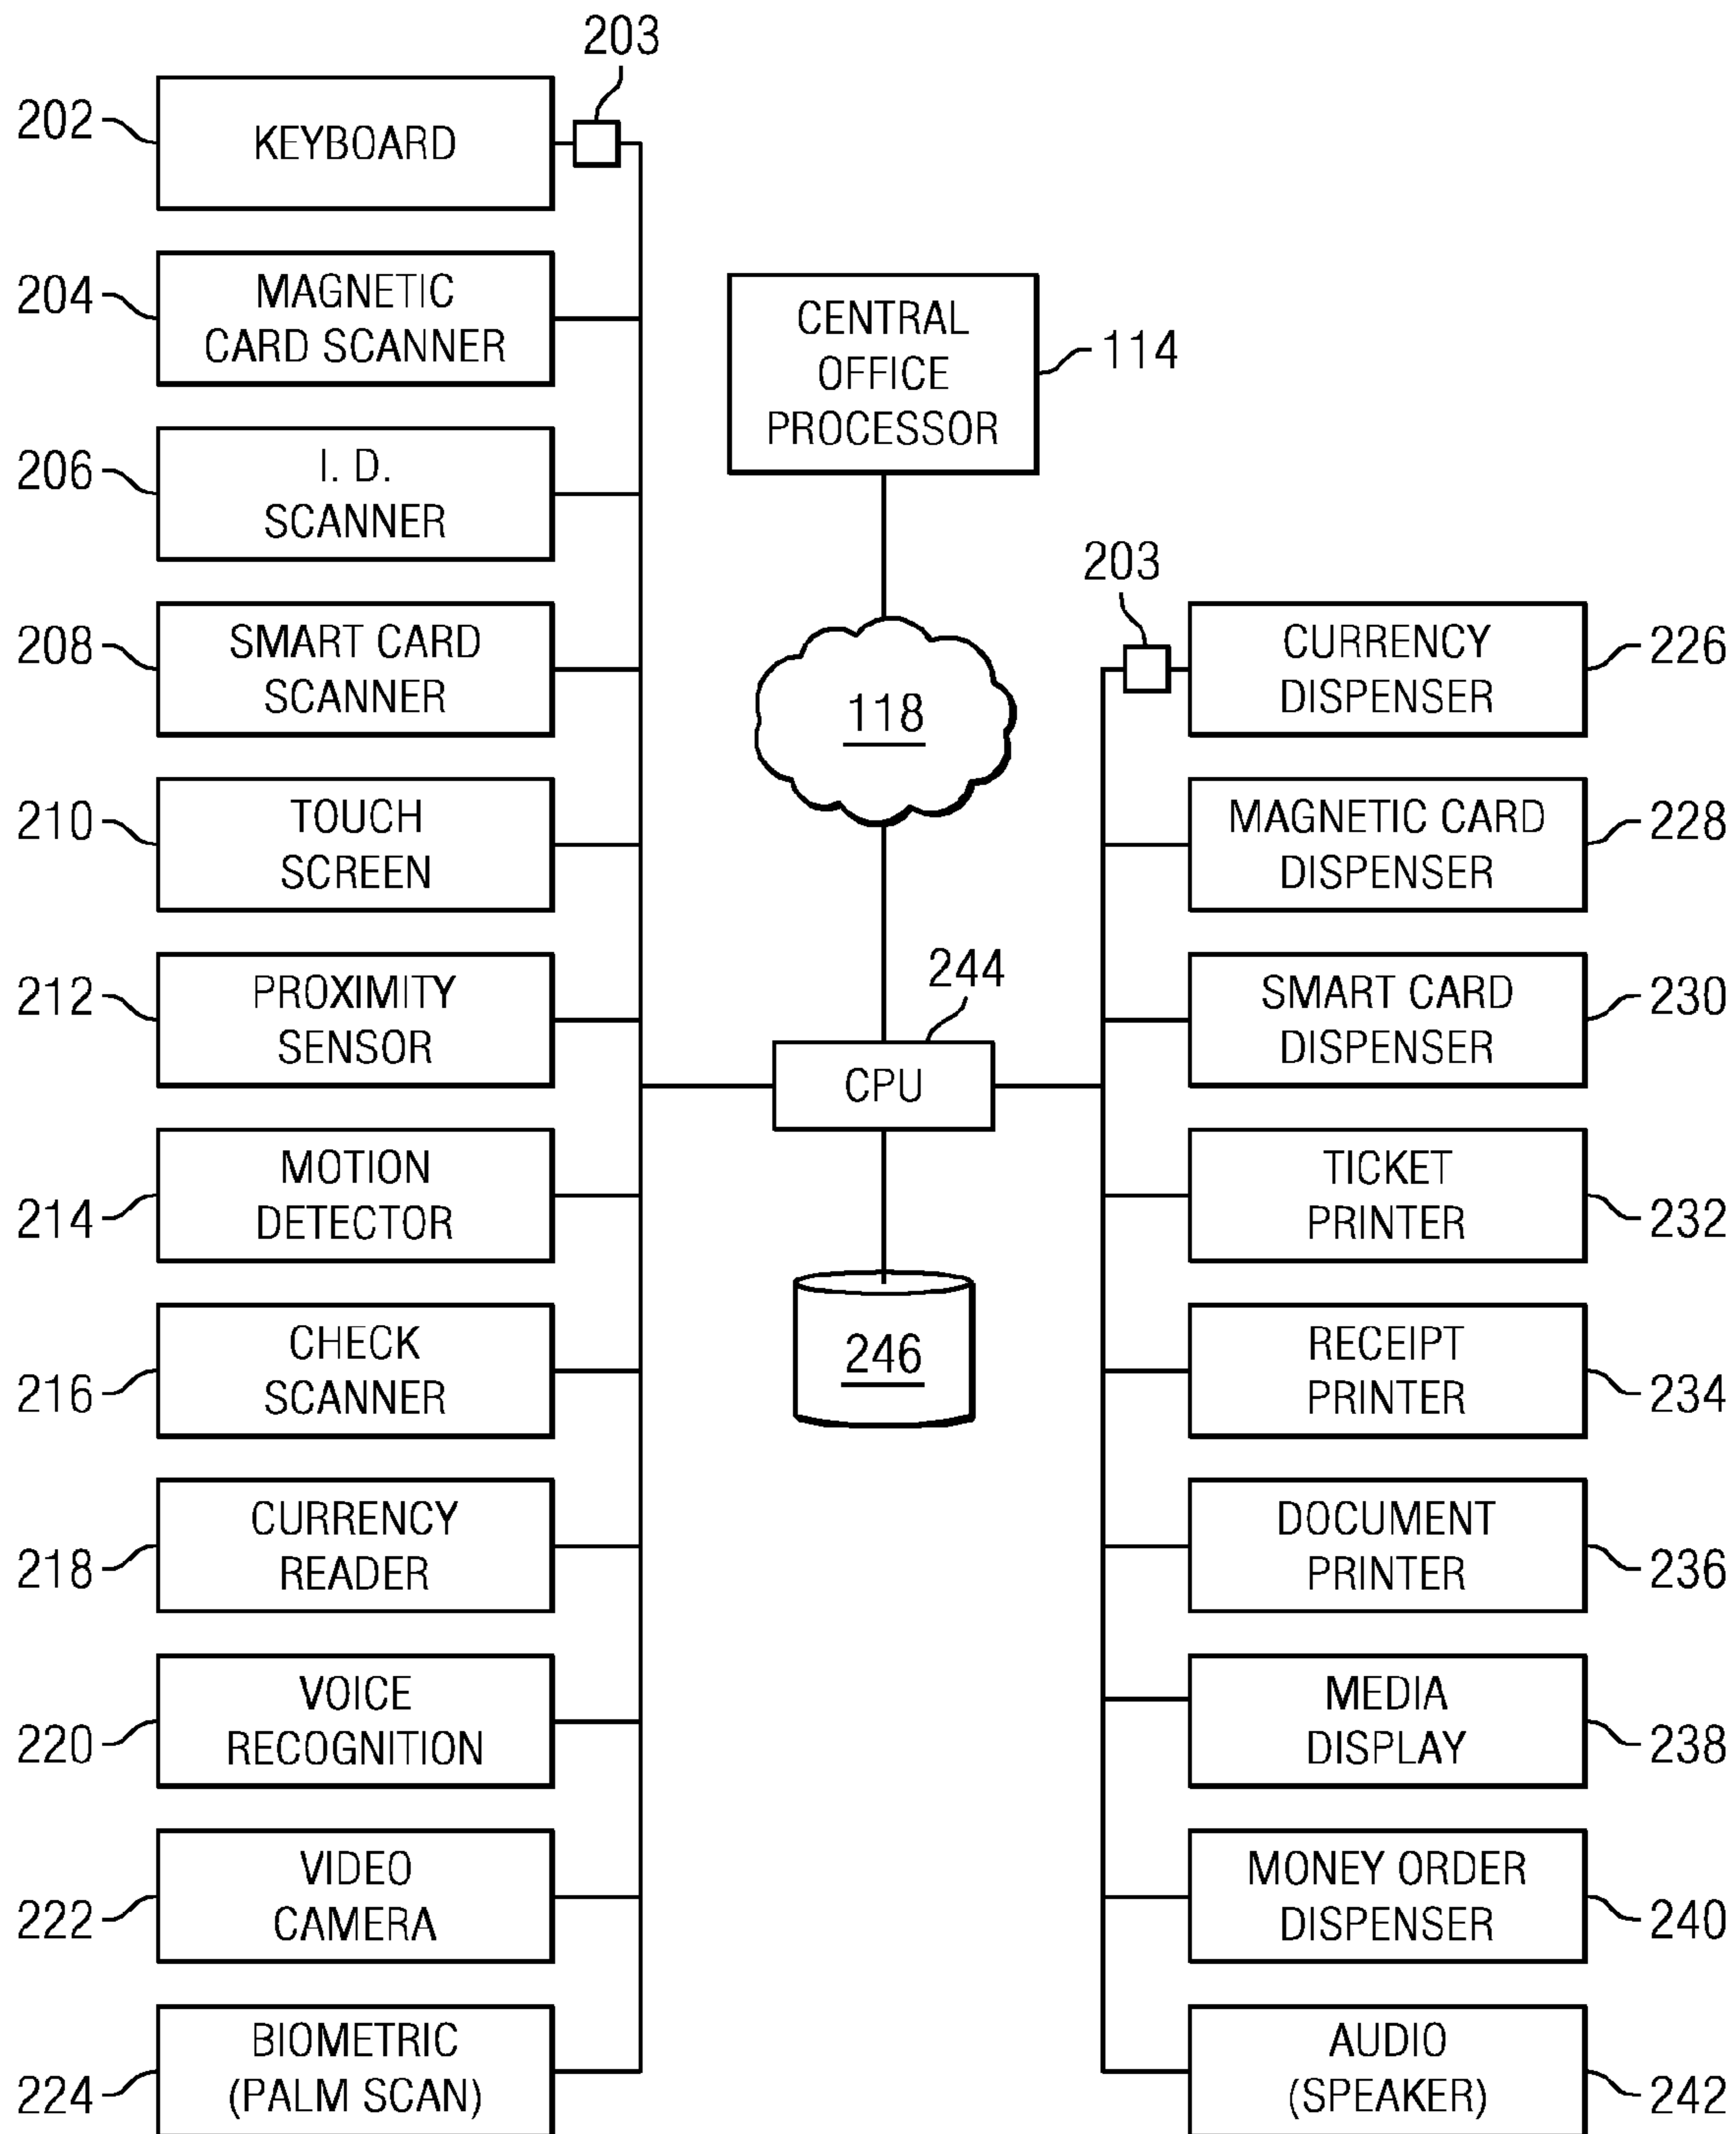 203
202
KEYBOARD
204
MAGNETIC
CARD SCANNER
206
I. D.
SCANNER
208
SMART CARD
SCANNER
210
TOUCH
SCREEN
212
PROXIMITY
SENSOR
214
MOTION
DETECTOR
216
CHECK
SCANNER
218
CURRENCY
READER
220
VOICE
RECOGNITION
222
VIDEO
CAMERA
224
BIOMETRIC
(PALM SCAN)
CENTRAL
OFFICE
PROCESSOR
114
118
244
CPU
246
203
CURRENCY
DISPENSER
226
MAGNETIC CARD
DISPENSER
228
SMART CARD
DISPENSER
230
TICKET
PRINTER
232
RECEIPT
PRINTER
234
DOCUMENT
PRINTER
236
MEDIA
DISPLAY
238
MONEY ORDER
DISPENSER
240
AUDIO
(SPEAKER)
242